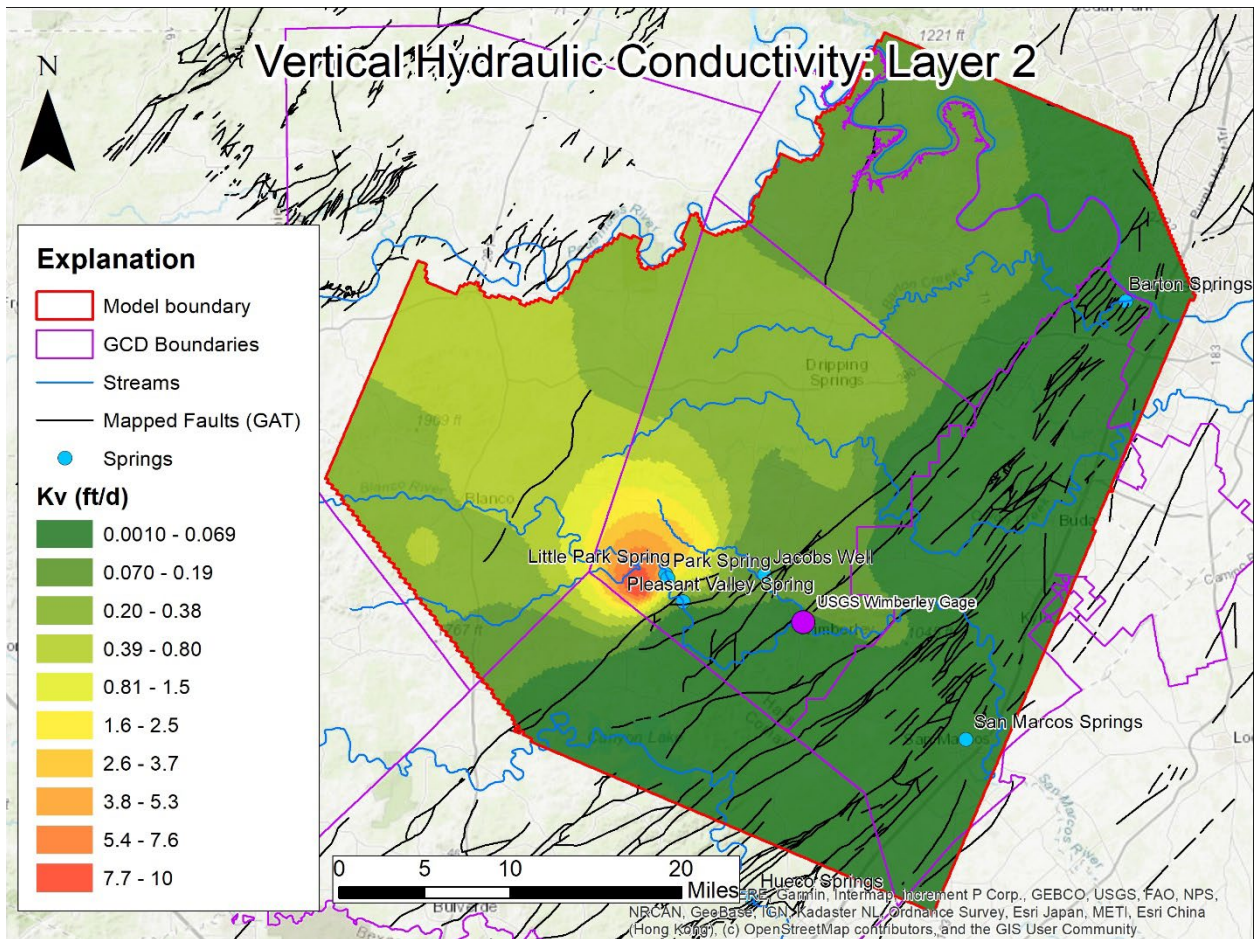 Vertical Hydraulic Conductivity: Layer 2
1221 ft
N
Explanation
Model boundary
GCD Boundaries
Streams
Mapped Faults (GAT)
Springs
Kv (ft/d)
0.0010 - 0.069
0.070 - 0.19
0.20 - 0.38
0.39 - 0.80
0.81 - 1.5
1.6 - 2.5
2.6 - 3.7
3.8 - 5.3
5.4 - 7.6
7.7 - 10
Barton Springs
183
Dripping
Springs
290
1909 ft
Blanco River
Blanco
Little Park Spring
Park Spring
Jacobs Well
Pleasant Valley Spring
USGS Wimberley Gage
Buda
San Marcos Springs
Canyon Lake
San Marcos
River
0
5
10
20
Miles
Hueco Springs
Bulverde
Garmin, Intermap, increment P Corp., GEBCO, USGS, FAO, NPS,
NRCAN, GeoBase, IGN, Kadaster NL, Ordnance Survey, Esri Japan, METI, Esri China
(Hong Kong), (c) OpenStreetMap contributors, and the GIS User Community